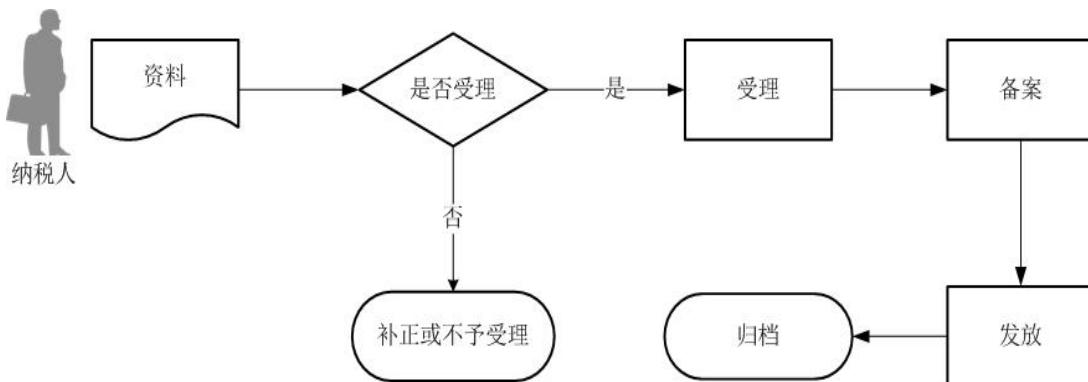 资料
是否受理
是
受理
备案
纳税人
否
补正或不予受理
归档
发放